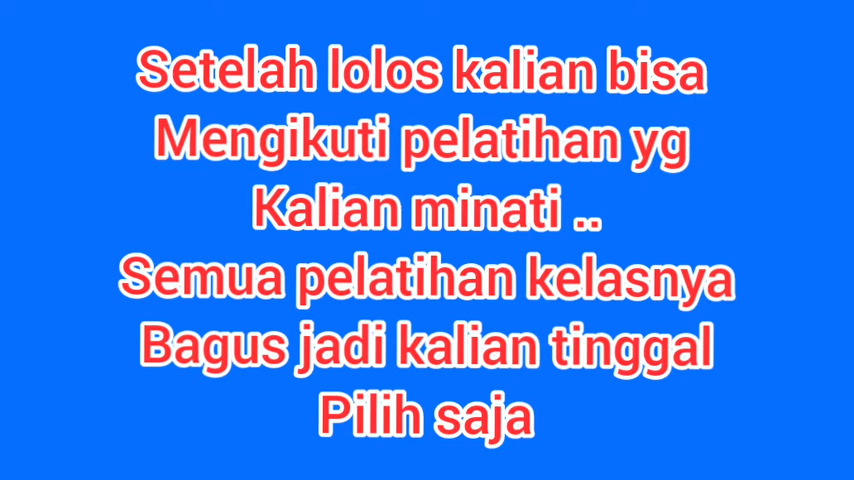 Setelah lolos kalian bisa
Mengikuti pelatihan yg
Kalian minati ..
Semua pelatihan kelasnya
Bagus jadi kalian tinggal
Pilih saja